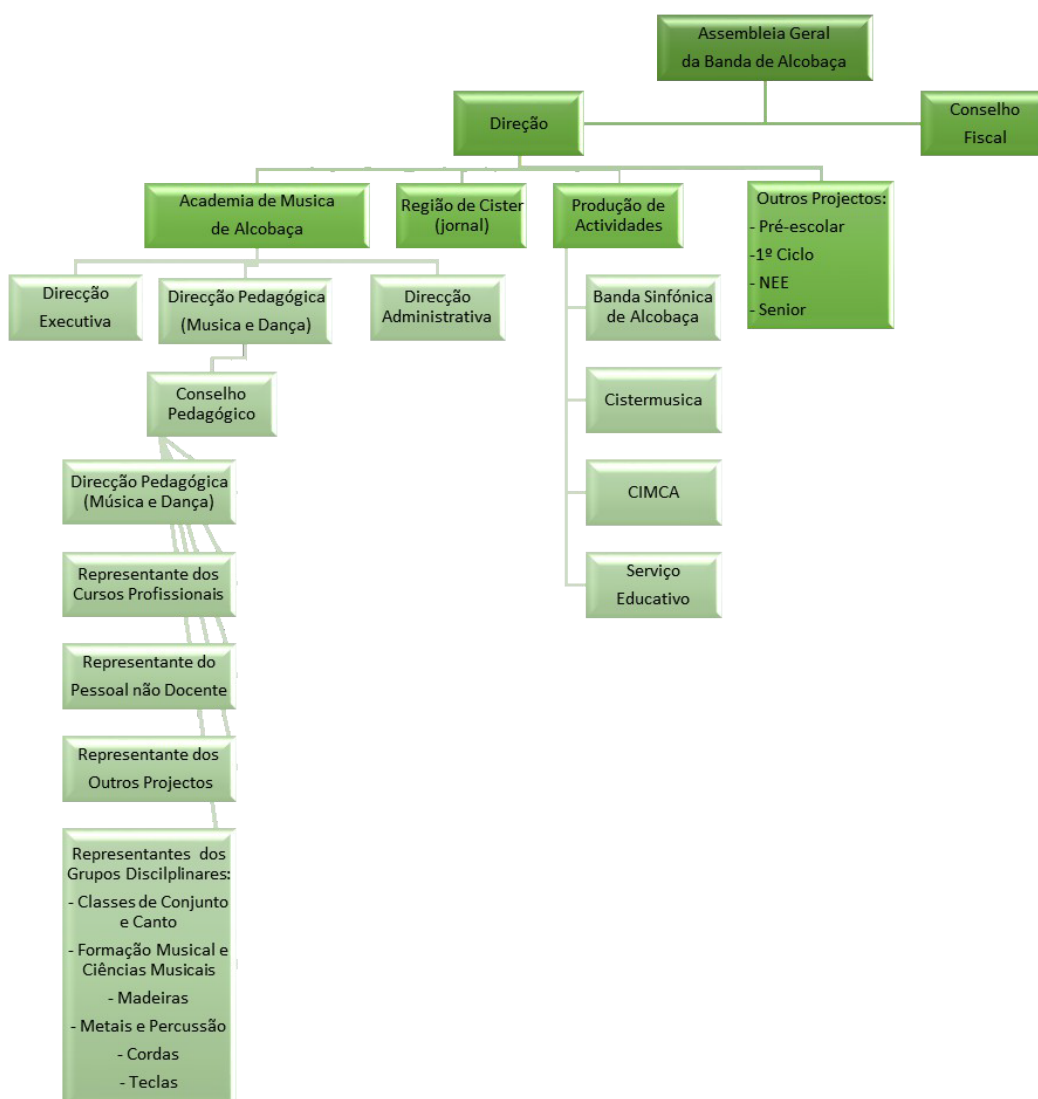 Assembleia Geral
da Banda de Alcobaça
Direção
Conselho
Fiscal
Academia de Musica
de Alcobaça
Região de Cister
(jornal)
Produção de
Actividades
Outros Projectos:
- Pré-escolar
-1º Ciclo
- NEE
- Senior
Direcção
Executiva
Direcção Pedagógica
(Musica e Dança)
Direcção
Administrativa
Banda Sinfónica
de Alcobaça
Conselho
Pedagógico
Cistermusica
Direcção Pedagógica
(Música e Dança)
CIMCA
Representante dos
Cursos Profissionais
Serviço
Educativo
Representante do
Pessoal não Docente
Representante dos
Outros Projectos
Representantes dos
Grupos Discilplinares:
- Classes de Conjunto
e Canto
- Formação Musical e
Ciências Musicais
- Madeiras
- Metais e Percussão
- Cordas
- Teclas